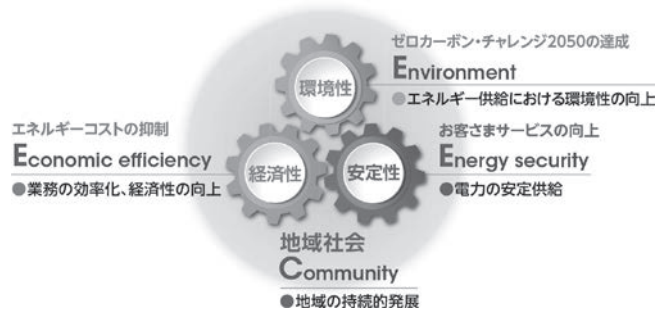 ゼロカーボン・チャレンジ2050の達成
Environment
●エネルギー供給における環境性の向上
環境性
エネルギーコストの抑制
Economic efficiency
●業務の効率化、経済性の向上
経済性
安定性
お客さまサービスの向上
Energy security
●電力の安定供給
地域社会
Community
●地域の持続的発展